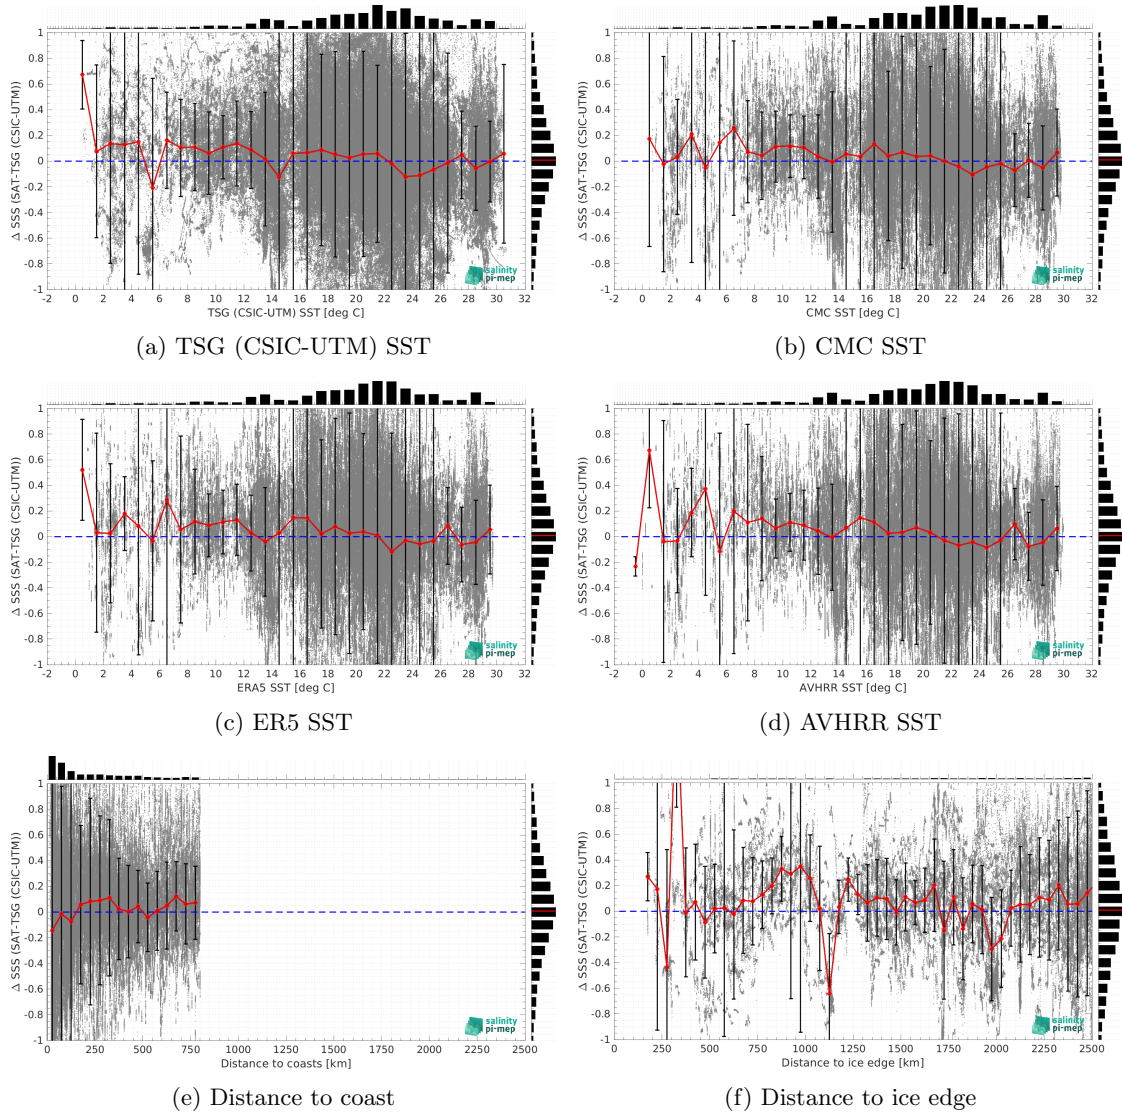 1
0.8
0.6
0.4
0.2
0
-0.2
-0.4
-0.6
-0.8
-1
Δ SSS (SAT-TSG (CSIC-UTM))
salinity
pi-mep
-2 0 2 4 6 8 10 12 14 16 18 20 22 24 26 28 30 32
TSG (CSIC-UTM) SST [deg C]
(a) TSG (CSIC-UTM) SST
1
0.8
0.6
0.4
0.2
0
-0.2
-0.4
-0.6
-0.8
-1
Δ SSS (SAT-TSG (CSIC-UTM))
salinity
pi-mep
-2 0 2 4 6 8 10 12 14 16 18 20 22 24 26 28 30 32
CMC SST [deg C]
(b) CMC SST
1
0.8
0.6
0.4
0.2
0
-0.2
-0.4
-0.6
-0.8
-1
Δ SSS (SAT-TSG (CSIC-UTM))
salinity
pi-mep
-2 0 2 4 6 8 10 12 14 16 18 20 22 24 26 28 30 32
ERA5 SST [deg C]
(c) ER5 SST
1
0.8
0.6
0.4
0.2
0
-0.2
-0.4
-0.6
-0.8
-1
Δ SSS (SAT-TSG (CSIC-UTM))
salinity
pi-mep
-2 0 2 4 6 8 10 12 14 16 18 20 22 24 26 28 30 32
AVHRR SST [deg C]
(d) AVHRR SST
1
0.8
0.6
0.4
0.2
0
-0.2
-0.4
-0.6
-0.8
-1
Δ SSS (SAT-TSG (CSIC-UTM))
salinity
pi-mep
0 250 500 750 1000 1250 1500 1750 2000 2250 2500
Distance to coasts [km]
(e) Distance to coast
1
0.8
0.6
0.4
0.2
0
-0.2
-0.4
-0.6
-0.8
-1
Δ SSS (SAT-TSG (CSIC-UTM))
salinity
pi-mep
0 250 500 750 1000 1250 1500 1750 2000 2250 2500
Distance to ice edge [km]
(f) Distance to ice edge